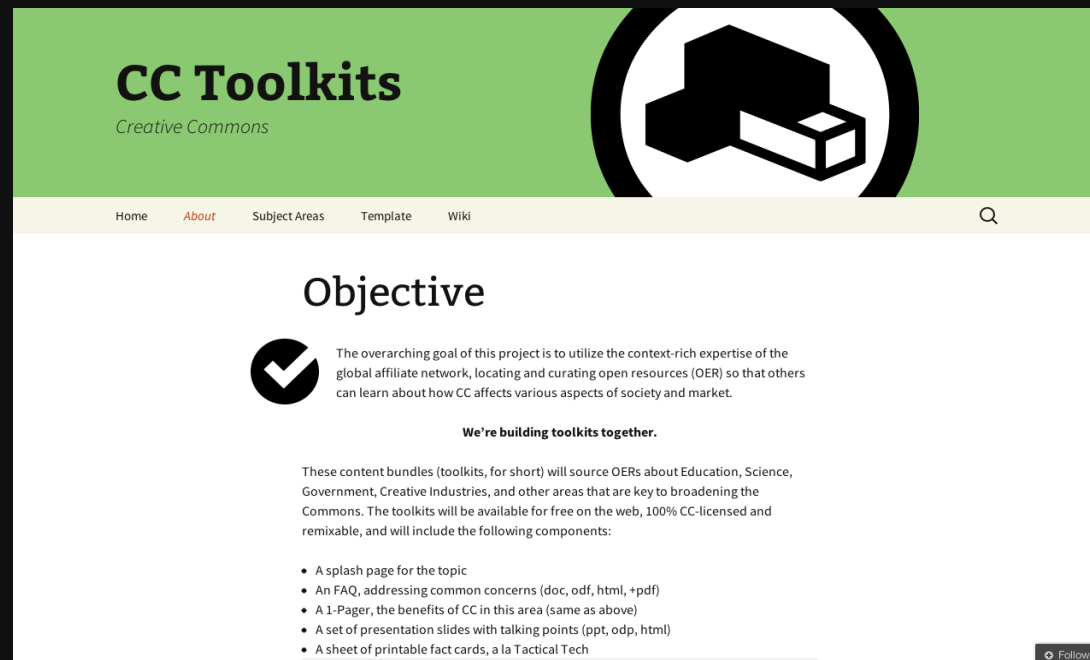 CC Toolkits
Creative Commons
Home About Subject Areas Template Wiki
Objective
The overarching goal of this project is to utilize the context-rich expertise of the
global affiliate network, locating and curating open resources (OER) so that others
can learn about how CC affects various aspects of society and market.
We're building toolkits together.
These content bundles (toolkits, for short) will source OERs about Education, Science,
Government, Creative Industries, and other areas that are key to broadening the
Commons. The toolkits will be available for free on the web, 100% CC-licensed and
remixable, and will include the following components:
• A splash page for the topic
• An FAQ, addressing common concerns (doc, odf, html, +pdf)
• A 1-Pager, the benefits of CC in this area (same as above)
• A set of presentation slides with talking points (ppt, odp, html)
• A sheet of printable fact cards, a la Tactical Tech
Follow